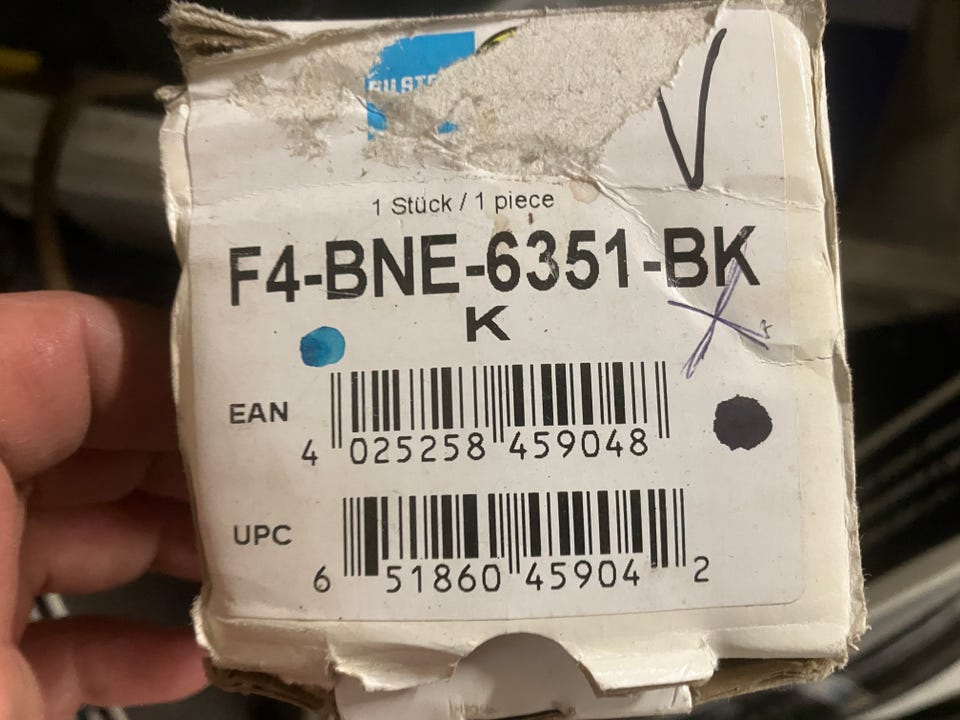 1 Stück / 1 piece
F4-BNE-6351-BK
K
EAN
4 025258 459048
UPC
6 51860 45904 2